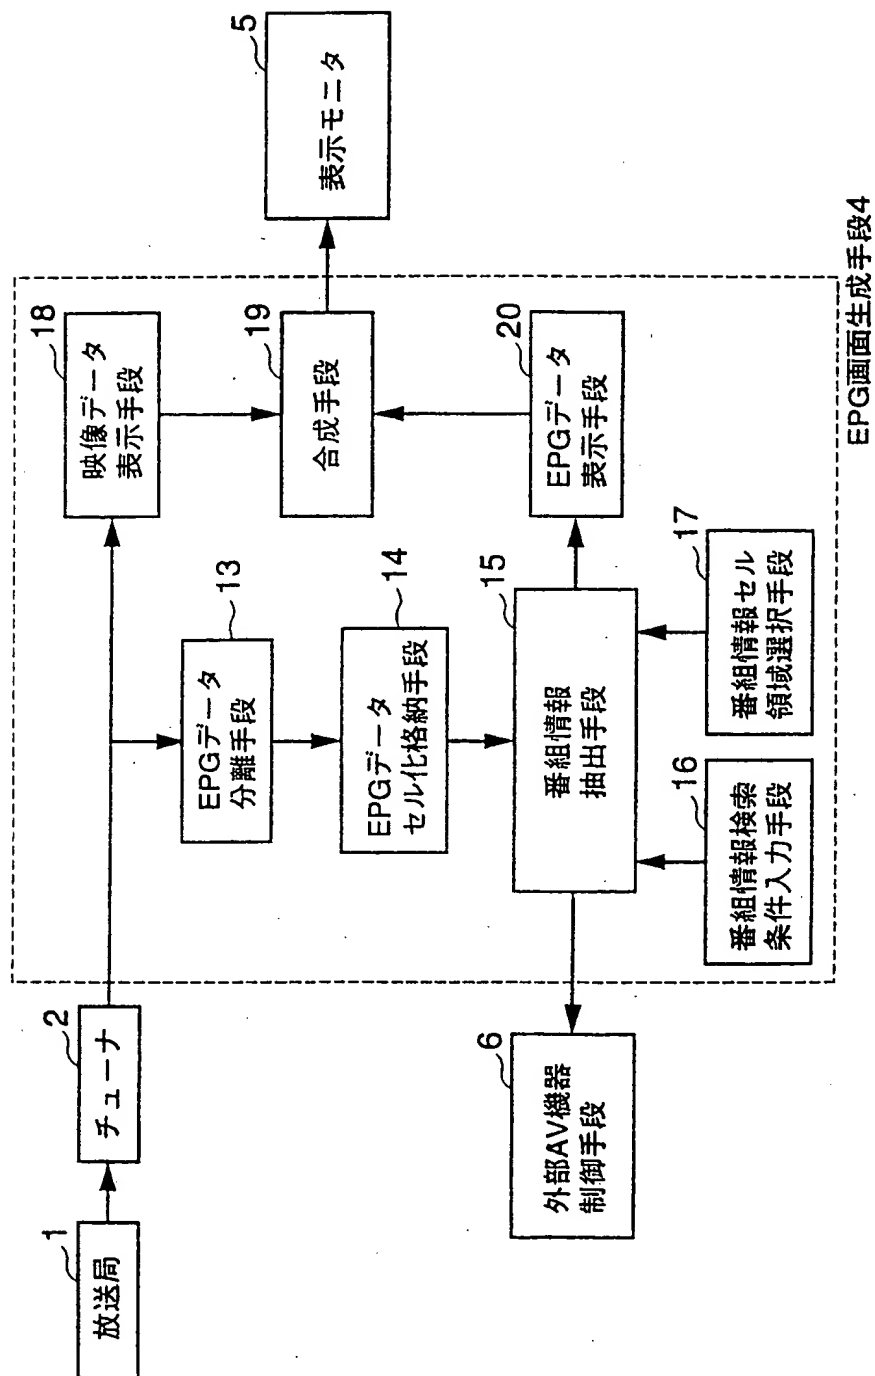 1
放送局
2
チューナ
18
映像データ
表示手段
5
表示モニタ
13
EPGデータ
分離手段
19
合成手段
14
EPGデータ
セル化格納手段
6
外部AV機器
制御手段
15
番組情報
抽出手段
20
EPGデータ
表示手段
16
番組情報検索
条件入力手段
17
番組情報セル
領域選択手段
EPG画面生成手段4